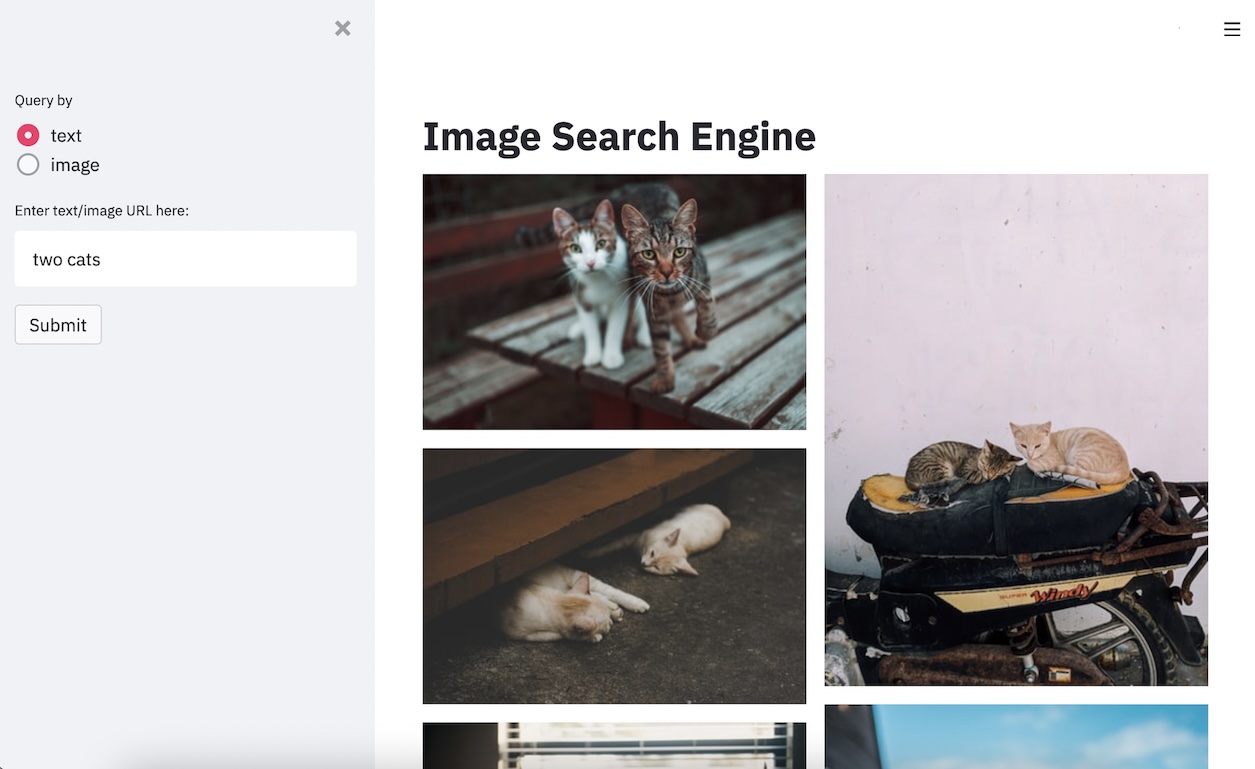 Query by
text
image
Enter text/image URL here:
two cats
Submit
Image Search Engine
SUPER Windy